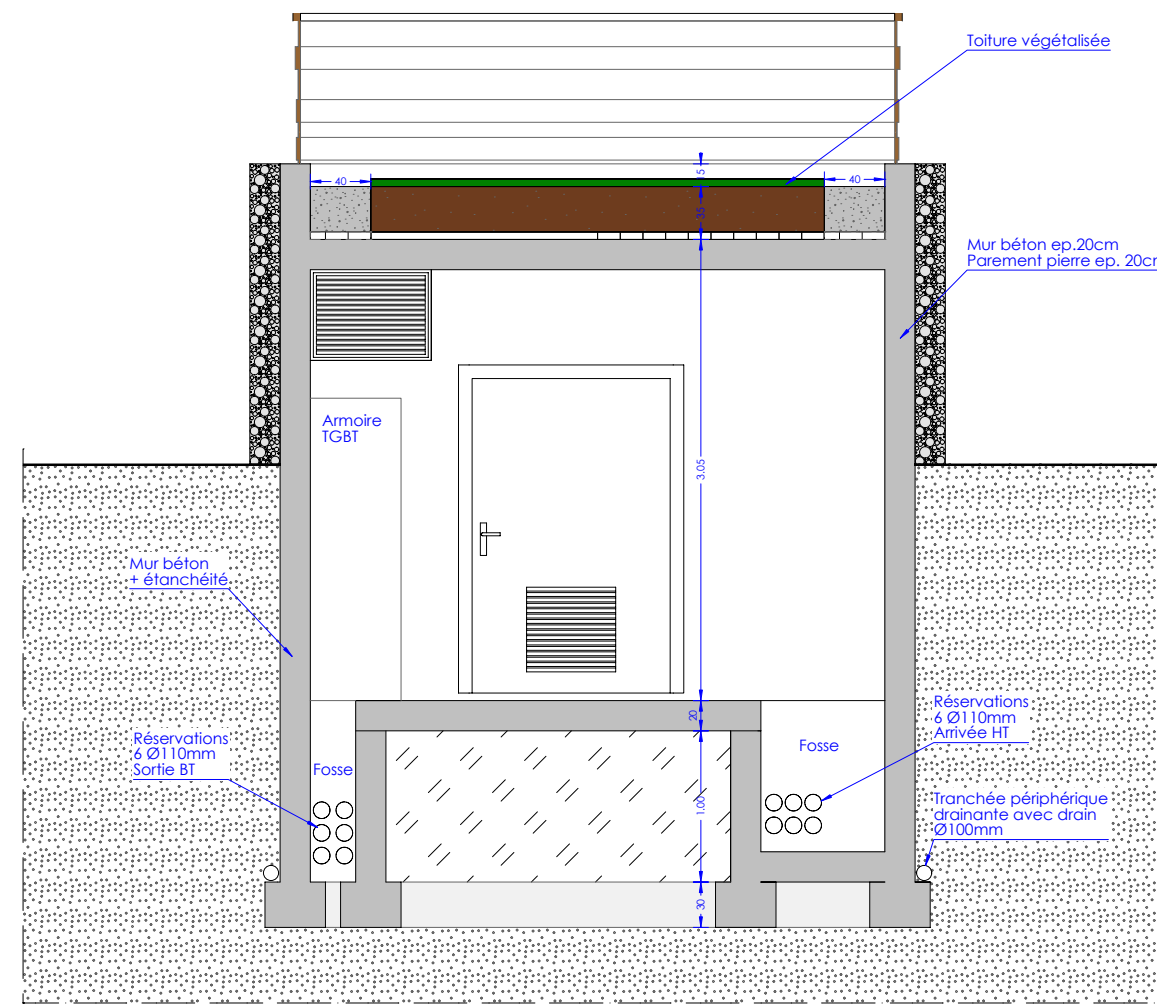 Toiture végétalisée
15
40
40
35
Mur béton ep.20cm
Parement pierre ep. 20cm
Armoire
TGBT
3.05
Mur béton
+ étanchéité
20
Réservations
6 Ø110mm
Arrivée HT
Réservations
6 Ø110mm
Sortie BT
Fosse
Fosse
1.00
Tranchée périphérique
drainante avec drain
Ø100mm
30